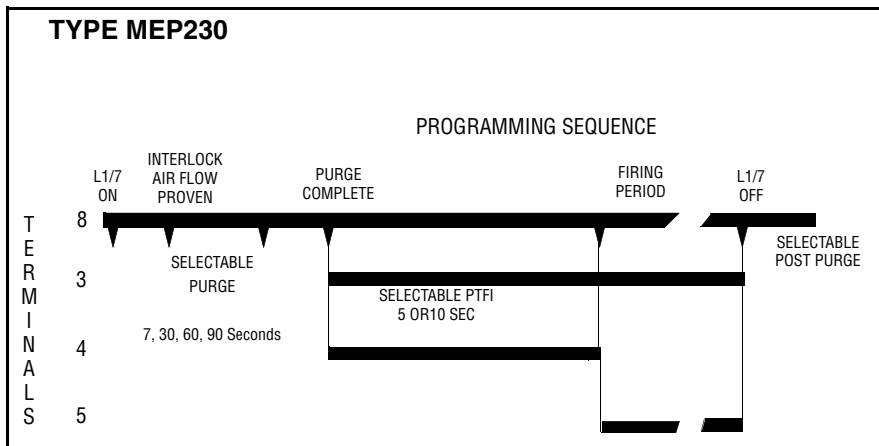 TYPE MEP230
PROGRAMMING SEQUENCE
L1/7
ON
INTERLOCK
AIR FLOW
PROVEN
PURGE
COMPLETE
FIRING
PERIOD
L1/7
OFF
TERMINALS
8
SELECTABLE
PURGE
SELECTABLE
POST PURGE
3
SELECTABLE PTFI
5 OR10 SEC
7, 30, 60, 90 Seconds
4
5